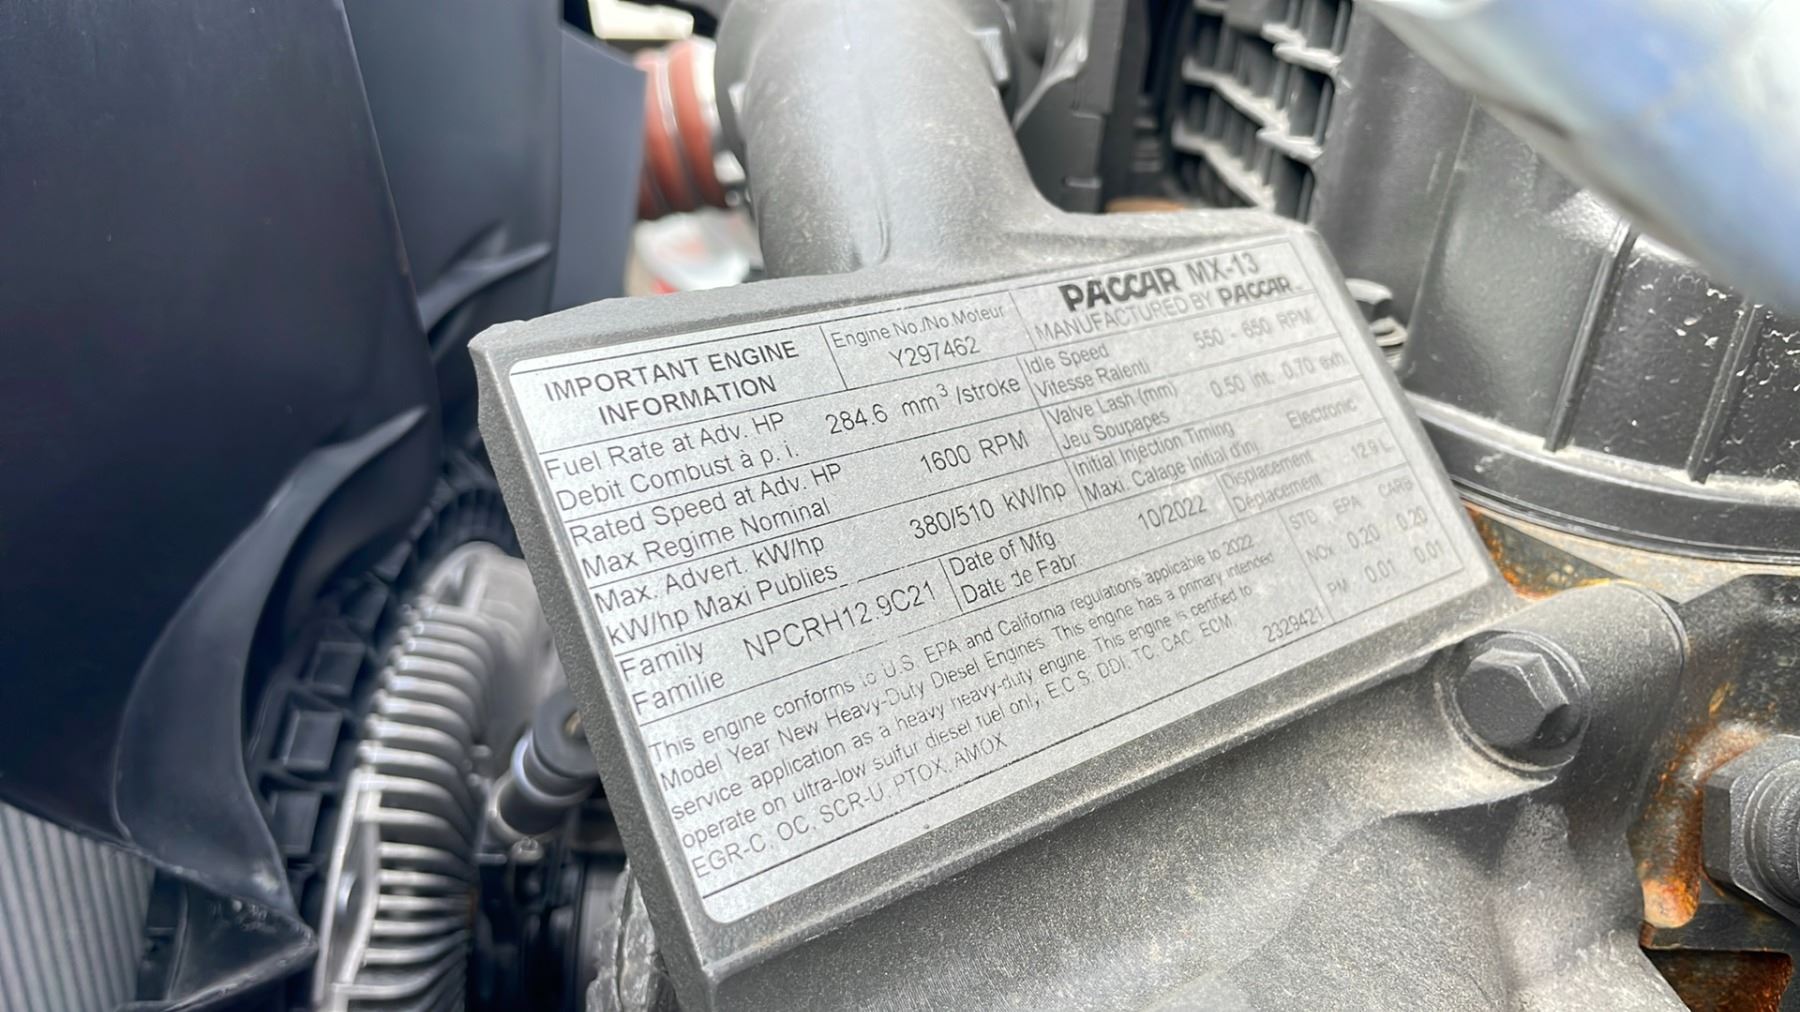 IMPORTANT ENGINE
INFORMATION
Engine No./No Moteur
Y297462
PACCAR MX-13
MANUFACTURED BY PACCAR
Fuel Rate at Adv. HP
Debit Combust à p. i.
284.6 mm³ /stroke
Idle Speed
Vitesse Ralenti
550 - 650 RPM
Rated Speed at Adv. HP
Max Regime Nominal
1600 RPM
Valve Lash (mm)
Jeu Soupapes
0.50 int. 0.70 exh.
Max. Advert. kW/hp
kW/hp Maxi Publies
380/510 kW/hp
Initial Injection Timing
Maxi. Calage Initial d'inj.
Electronic
Family
Familie
NPCRH12.9C21
Date of Mfg
Date de Fabr
10/2022
Displacement
Déplacement
12.9 L
This engine conforms to U.S. EPA and California regulations applicable to 2022
Model Year New Heavy-Duty Diesel Engines. This engine has a primary intended
service application as a heavy heavy-duty engine. This engine is certified to
operate on ultra-low sulfur diesel fuel only, E.C.S. DDI, TC, CAC, ECM,
EGR-C, OC, SCR-U, PTOX, AMOX
2329421
STD EPA CARB
NOx 0.20 0.20
PM 0.01 0.01